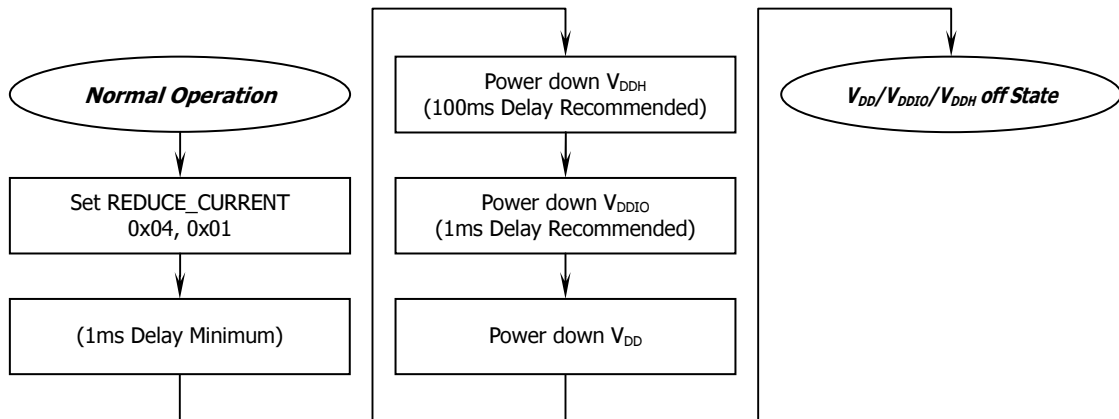 Normal Operation
Set REDUCE_CURRENT
0x04, 0x01
(1ms Delay Minimum)
Power down VDDH
(100ms Delay Recommended)
Power down VDDIO
(1ms Delay Recommended)
Power down VDD
VDD/VDDIO/VDDH off State